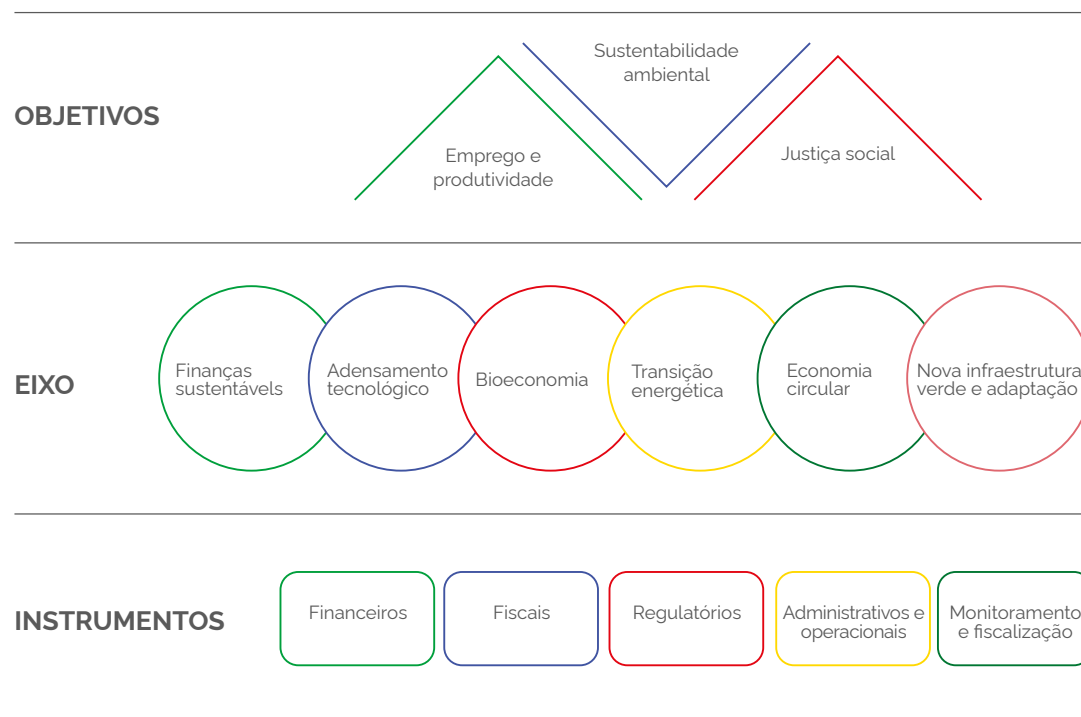 OBJETIVOS
Emprego e
produtividade
Sustentabilidade
ambiental
Justiça social
EIXO
Finanças
sustentávels
Adensamento
tecnológico
Bioeconomia
Transição
energética
Economia
circular
Nova infraestrutura
verde e adaptação
INSTRUMENTOS
Financeiros
Fiscais
Regulatórios
Administrativos e
operacionais
Monitoramento
e fiscalização